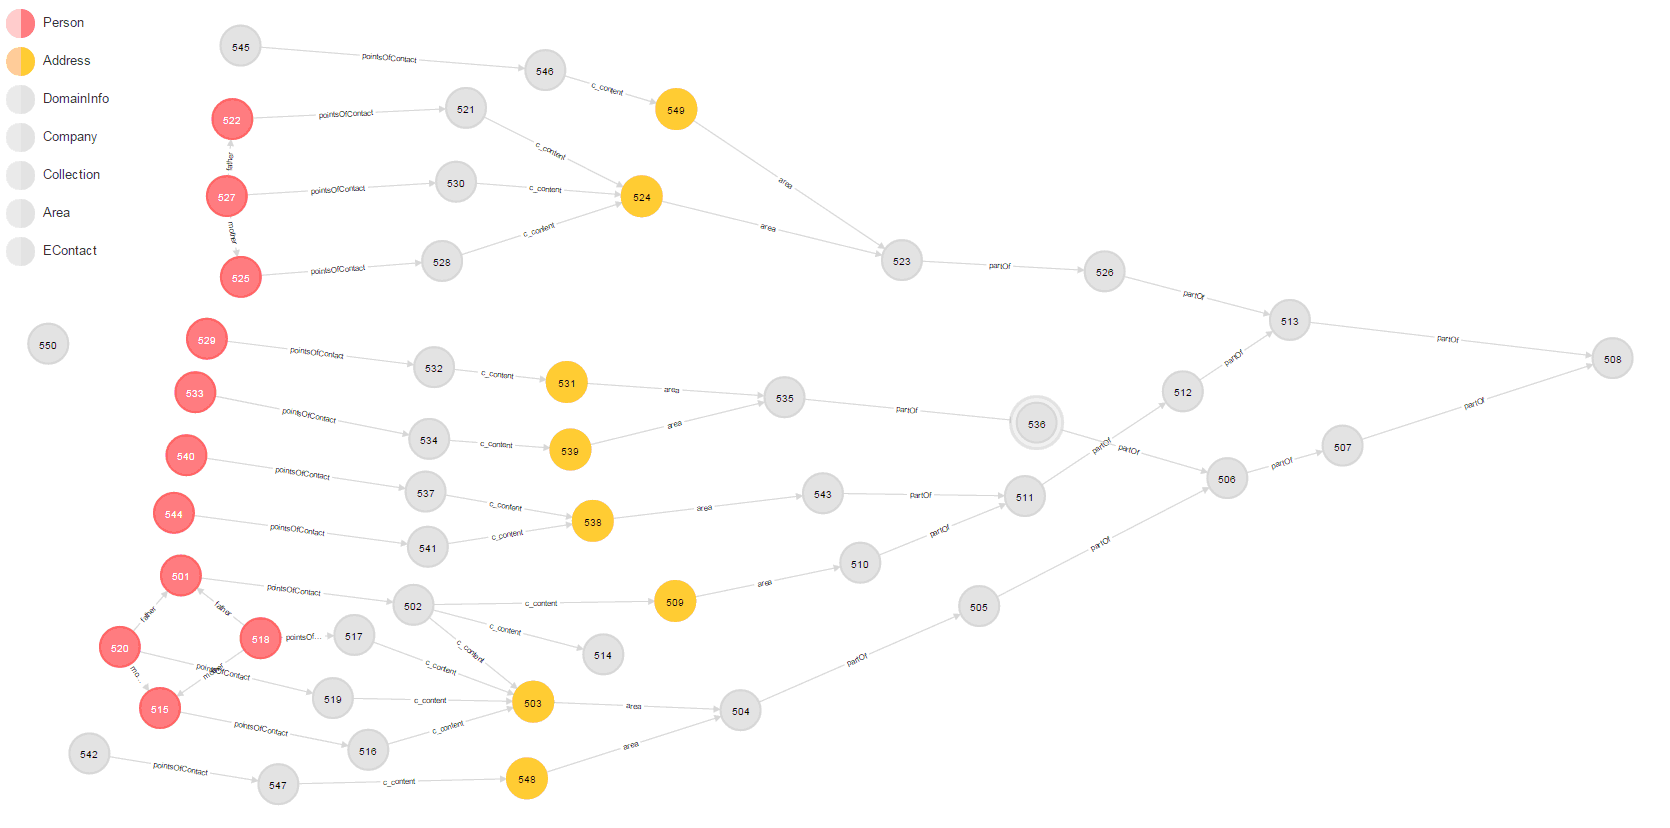 Person
Address
DomainInfo
Company
Collection
Area
EContact
545
pointsOfContact
546
c_content
549
522
pointsOfContact
521
c_content
father
area
527
pointsOfContact
530
c_content
524
area
mother
525
pointsOfContact
528
c_content
523
partOf
526
partOf
513
partOf
508
550
529
pointsOfContact
532
c_content
531
area
535
partOf
536
partOf
512
partOf
533
pointsOfContact
534
c_content
539
area
partOf
506
partOf
507
partOf
540
pointsOfContact
537
c_content
538
area
543
partOf
511
544
pointsOfContact
541
c_content
partOf
510
partOf
501
pointsOfContact
502
c_content
509
area
505
father
father
c_content
514
520
518
pointsOf...
517
c_content
c_content
mo...
pointsOfContact
mother
519
c_content
503
area
504
partOf
515
pointsOfContact
516
c_content
542
pointsOfContact
547
c_content
548
area